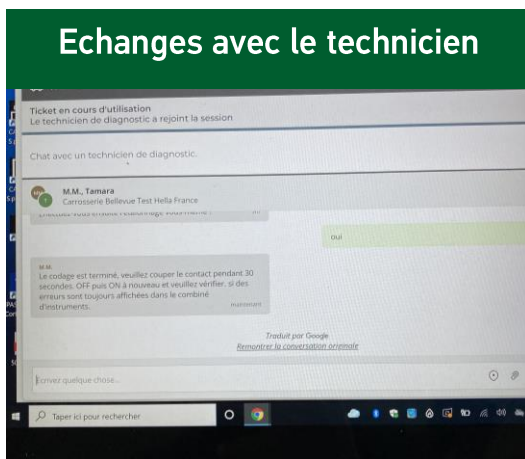 Echanges avec le technicien
Ticket en cours d'utilisation
Le technicien de diagnostic a rejoint la session
Chat avec un technicien de diagnostic.
M.M., Tamara
Carrosserie Bellevue Test Hella France
oui
M.M.
Le codage est terminé, veuillez couper le contact pendant 30
secondes. OFF puis ON à nouveau et veuillez vérifier, si des
erreurs sont toujours affichées dans le combiné
d'instruments.
maintenant
Traduit par Google
Remontrer la conversation originale
Écrivez quelque chose...
Taper ici pour rechercher